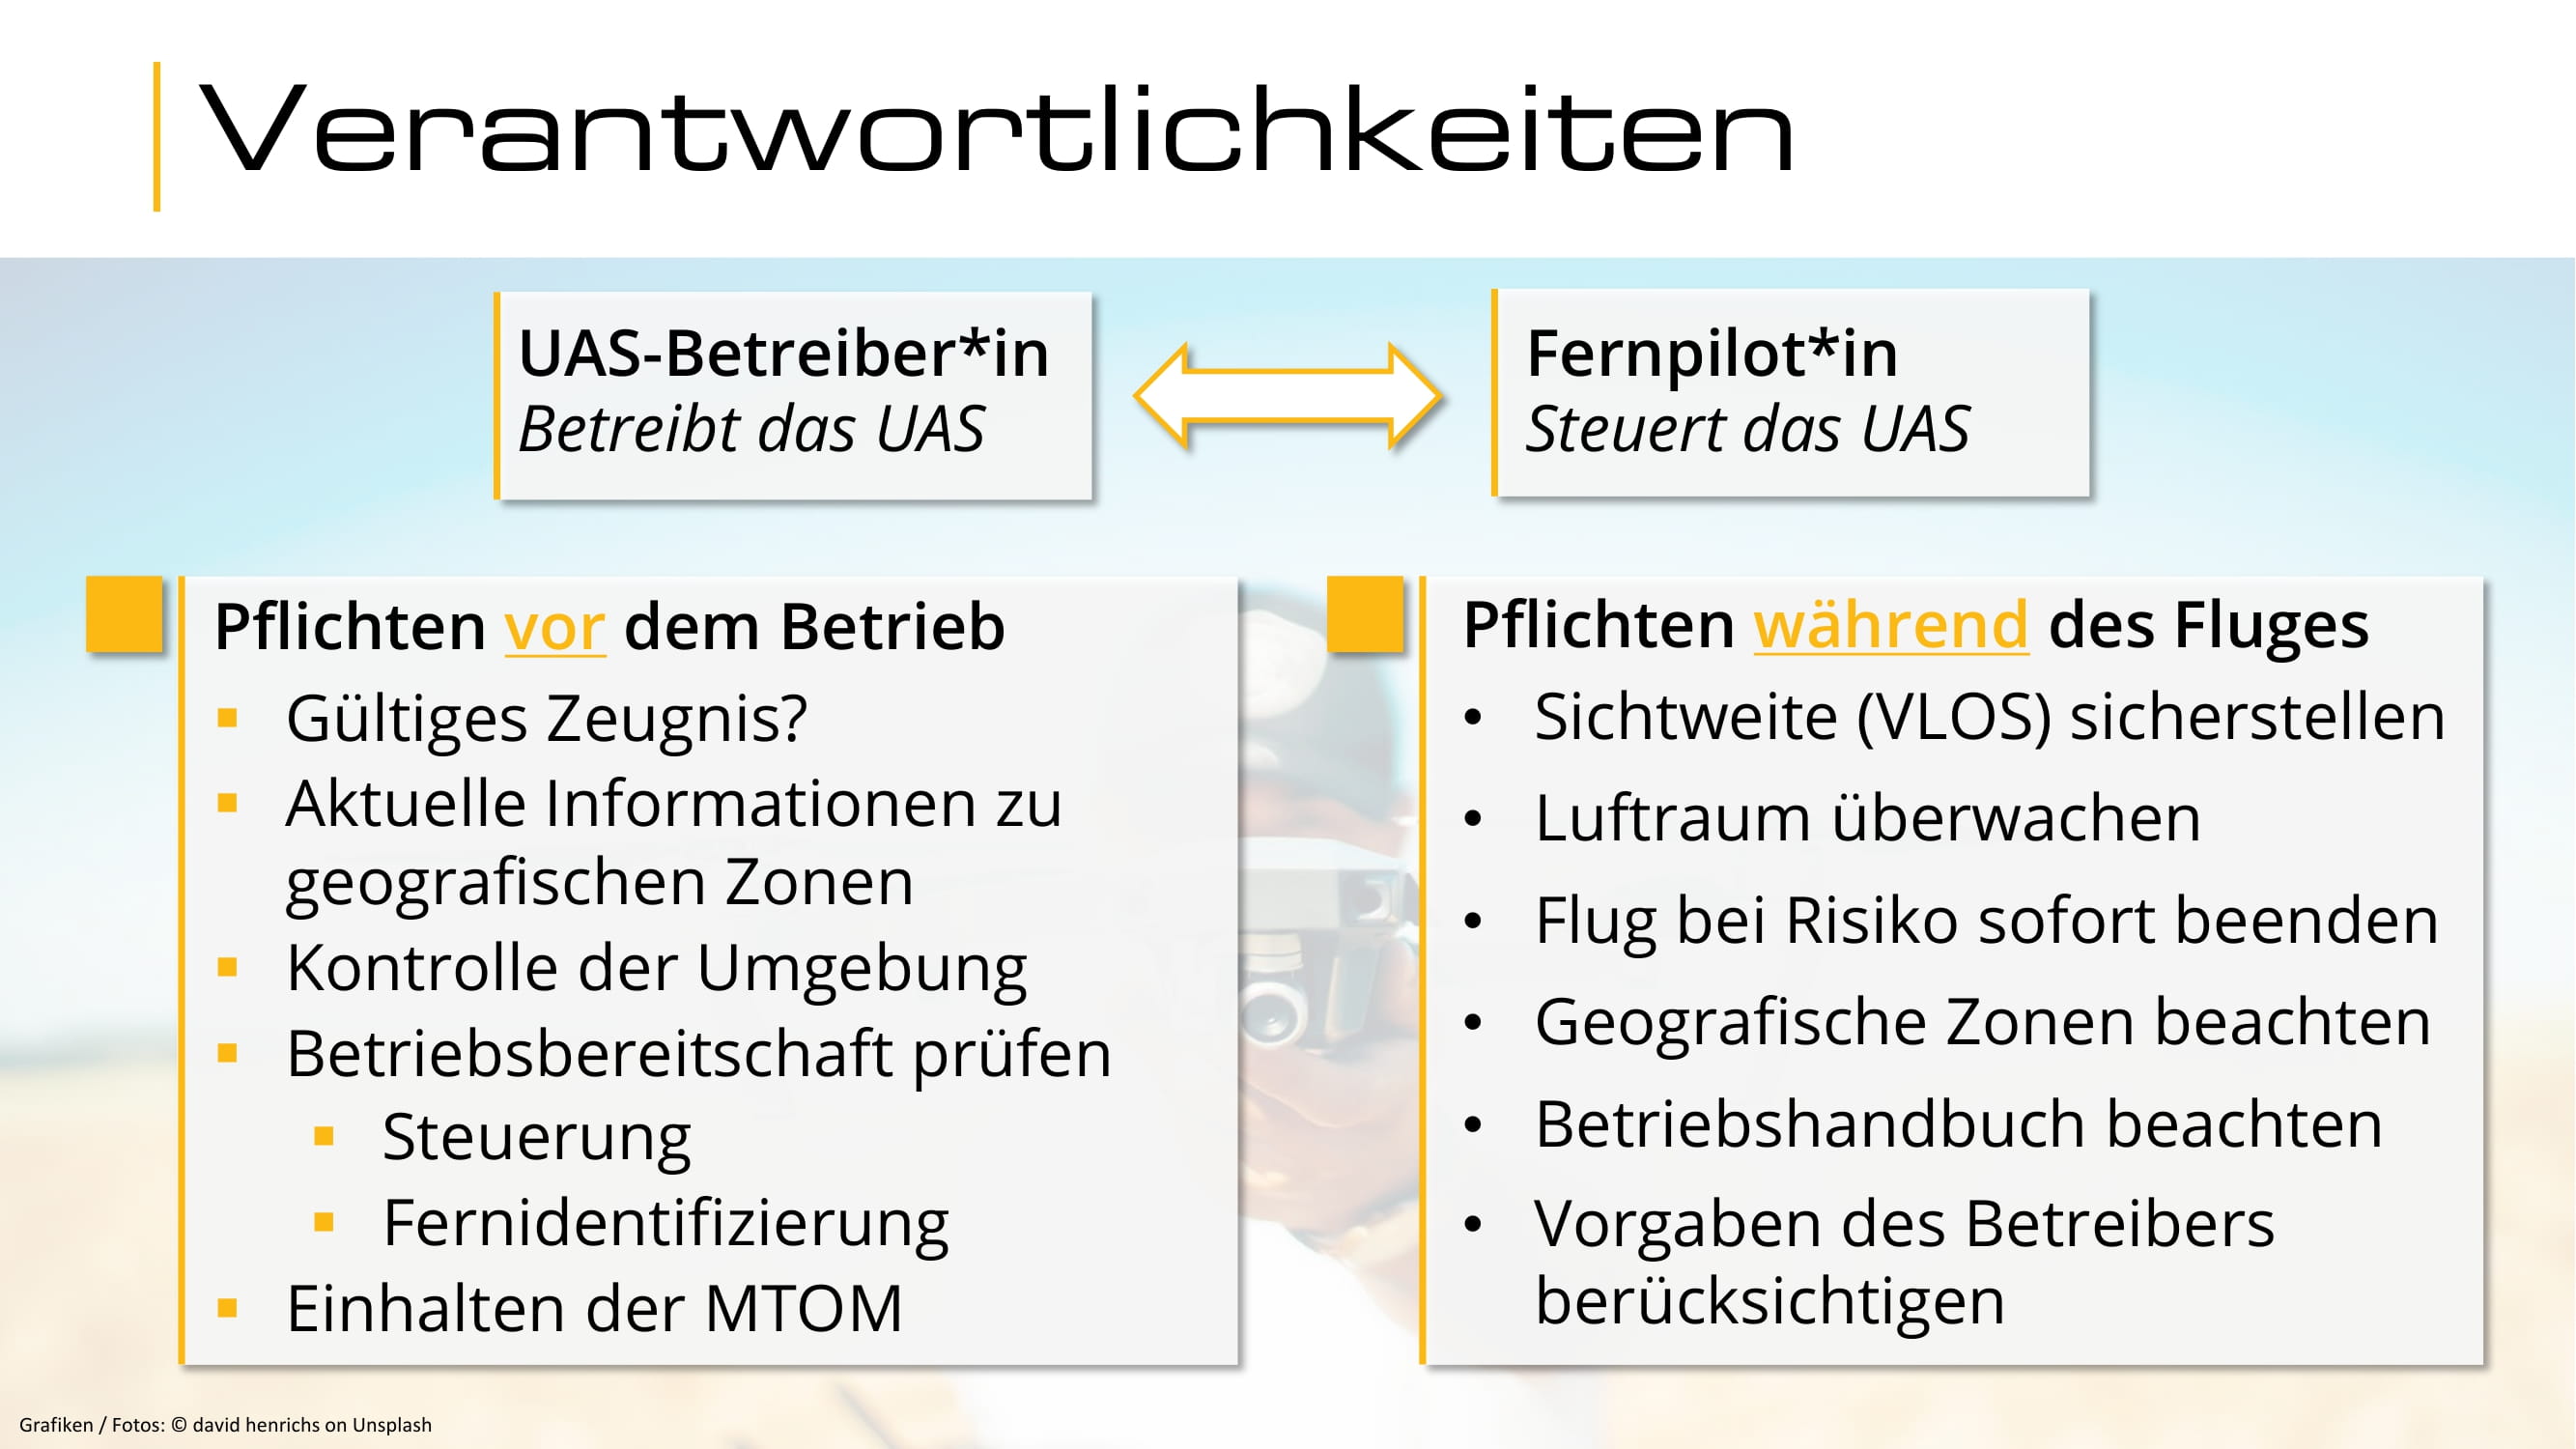 Verantwortlichkeiten
UAS-Betreiber*in
Betreibt das UAS
Fernpilot*in
Steuert das UAS
Pflichten vor dem Betrieb
Gültiges Zeugnis?
Aktuelle Informationen zu
geografischen Zonen
Kontrolle der Umgebung
Betriebsbereitschaft prüfen
Steuerung
Fernidentifizierung
Einhalten der MTOM
Pflichten während des Fluges
Sichtweite (VLOS) sicherstellen
Luftraum überwachen
Flug bei Risiko sofort beenden
Geografische Zonen beachten
Betriebshandbuch beachten
Vorgaben des Betreibers
berücksichtigen
Grafiken / Fotos: © david henrichs on Unsplash